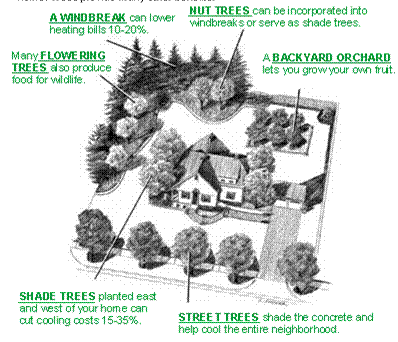 A WINDBREAK can lower
heating bills 10-20%.
NUT TREES can be incorporated into
windbreaks or serve as shade trees.
Many FLOWERING
TREES also produce
food for wildlife.
A BACKYARD ORCHARD
lets you grow your own fruit.
SHADE TREES planted east
and west of your home can
cut cooling costs 15-35%.
STREET TREES shade the concrete and
help cool the entire neighborhood.